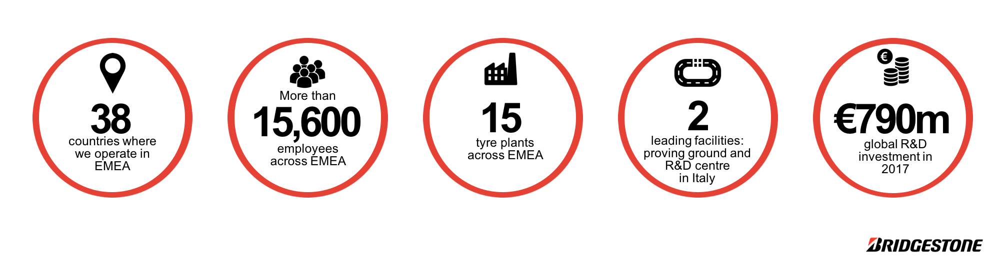 38
countries where
we operate in
EMEA
More than
15,600
employees
across EMEA
15
tyre plants
across EMEA
2
leading facilities:
proving ground and
R&D centre
in Italy
€
€790m
global R&D
investment in
2017
BRIDGESTONE